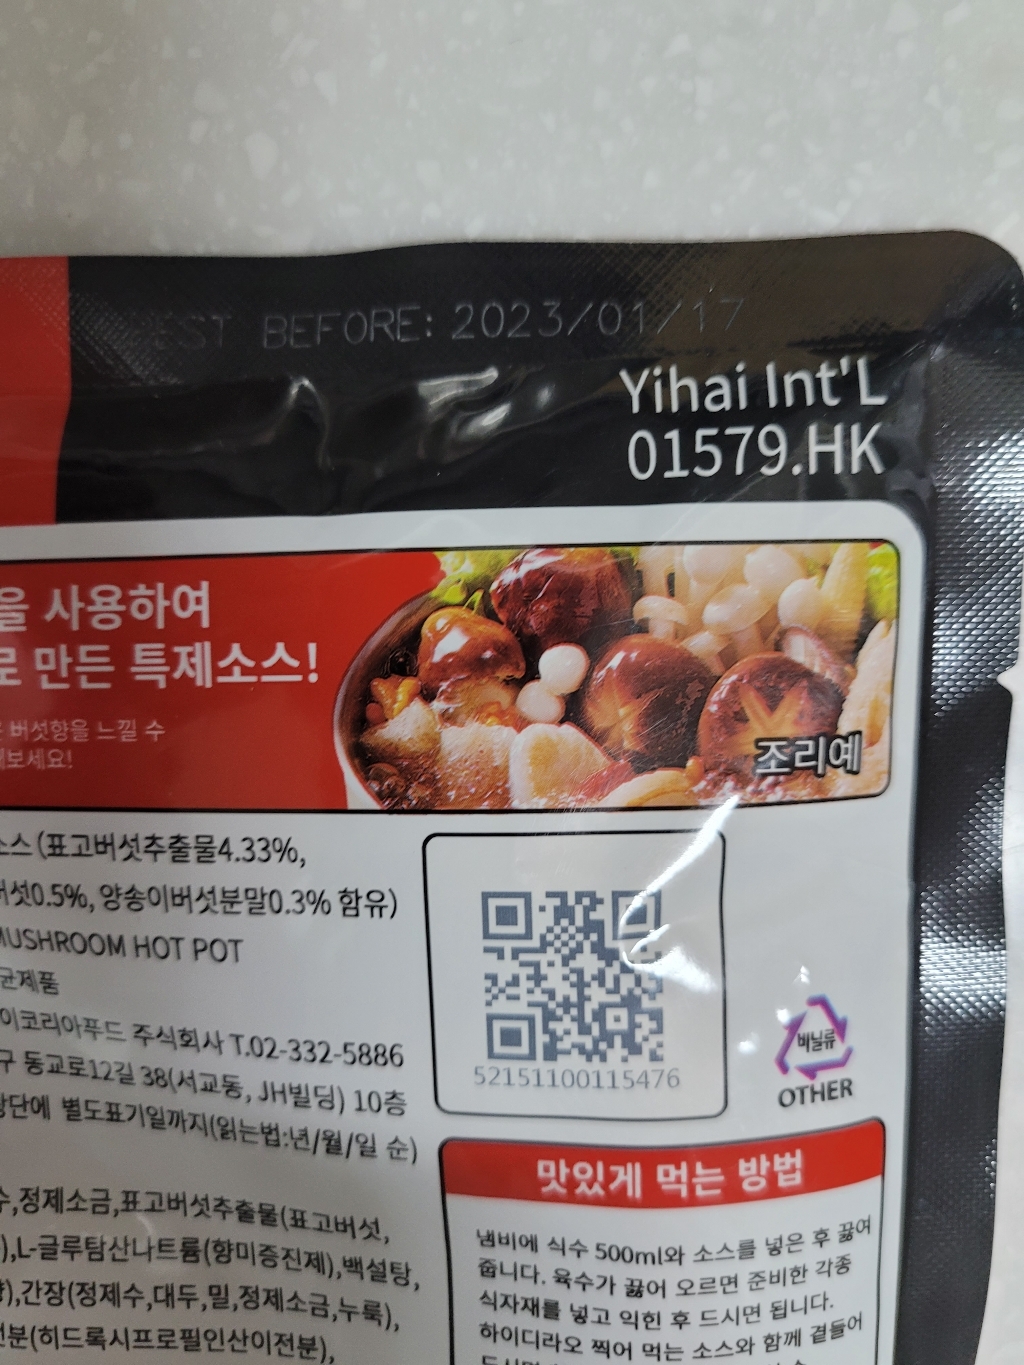 BEST BEFORE: 2023/01/17
Yihai Int'L
01579.HK
을 사용하여
로 만든 특제소스!
버섯향을 느낄 수
해보세요!
조리예
소스(표고버섯추출물4.33%,
버섯0.5%, 양송이버섯분말0.3% 함유)
MUSHROOM HOT POT
균제품
이코리아푸드 주식회사 T.02-332-5886
구 동교로12길 38(서교동, JH빌딩) 10층
상단에 별도표기일까지(읽는법:년/월/일 순)
수,정제소금,표고버섯추출물(표고버섯,
),L-글루탐산나트륨(향미증진제),백설탕,
),간장(정제수,대두,밀,정제소금,누룩),
전분(히드록시프로필인산이전분),
52151100115476
비닐류
OTHER
맛있게 먹는 방법
냄비에 식수 500ml와 소스를 넣은 후 끓여
줍니다. 육수가 끓어 오르면 준비한 각종
식자재를 넣고 익힌 후 드시면 됩니다.
하이디라오 찍어 먹는 소스와 함께 곁들어
드시면